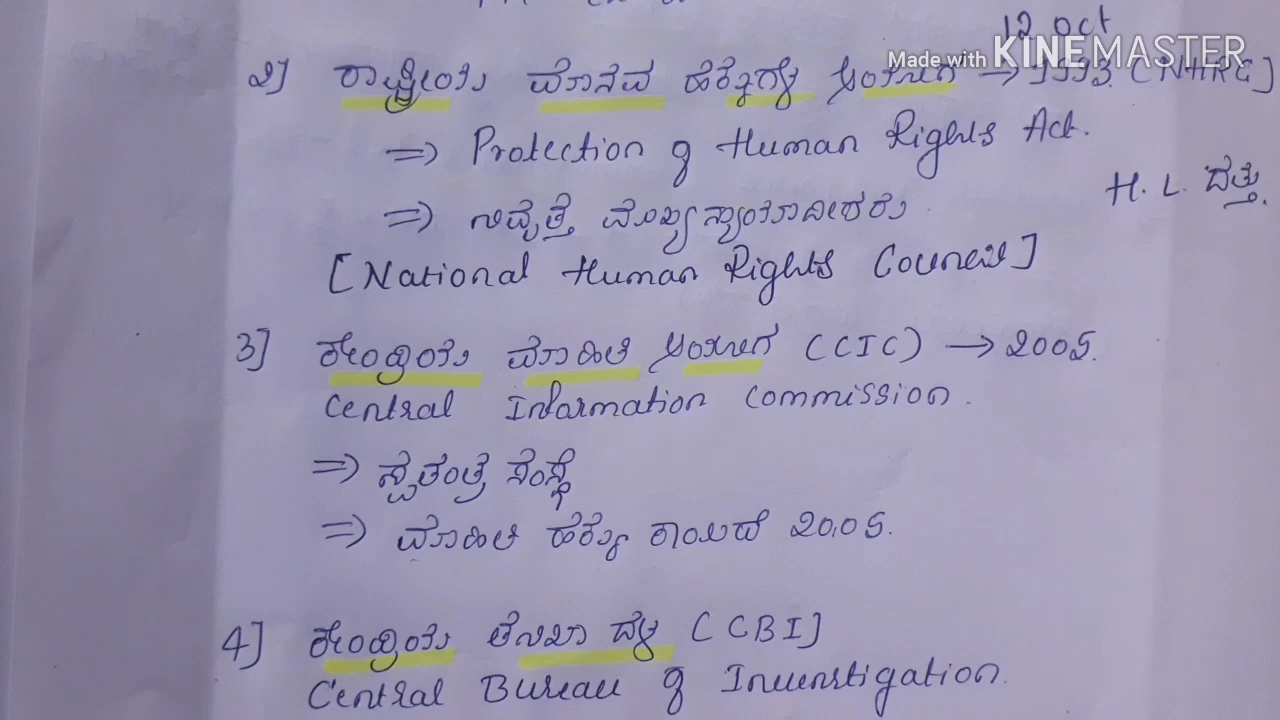 12 Oct
Made with KINEMASTER
2] ರಾಷ್ಟ್ರೀಯ ಮಾನವ ಹಕ್ಕುಗಳ ಆಯೋಗ → 1993. (NHRC]
⇒ Protection of Human Rights Act.
H. L. ದತ್ತು.
⇒ ನಿವೃತ್ತ ಮುಖ್ಯ ನ್ಯಾಯಾಧೀಶರು
[National Human Rights Council]
3] ಕೇಂದ್ರಿಯ ಮಾಹಿತಿ ಆಯೋಗ (CIC) → 2005.
Central Information Commission.
⇒ ಸ್ವತಂತ್ರ ಸಂಸ್ಥೆ
⇒ ಮಾಹಿತಿ ಹಕ್ಕು ಕಾಯಿದೆ 2005.
4] ಕೇಂದ್ರಿಯ ತನಿಖಾ ದಳ (CBI]
Central Bureau of Invenstigation.